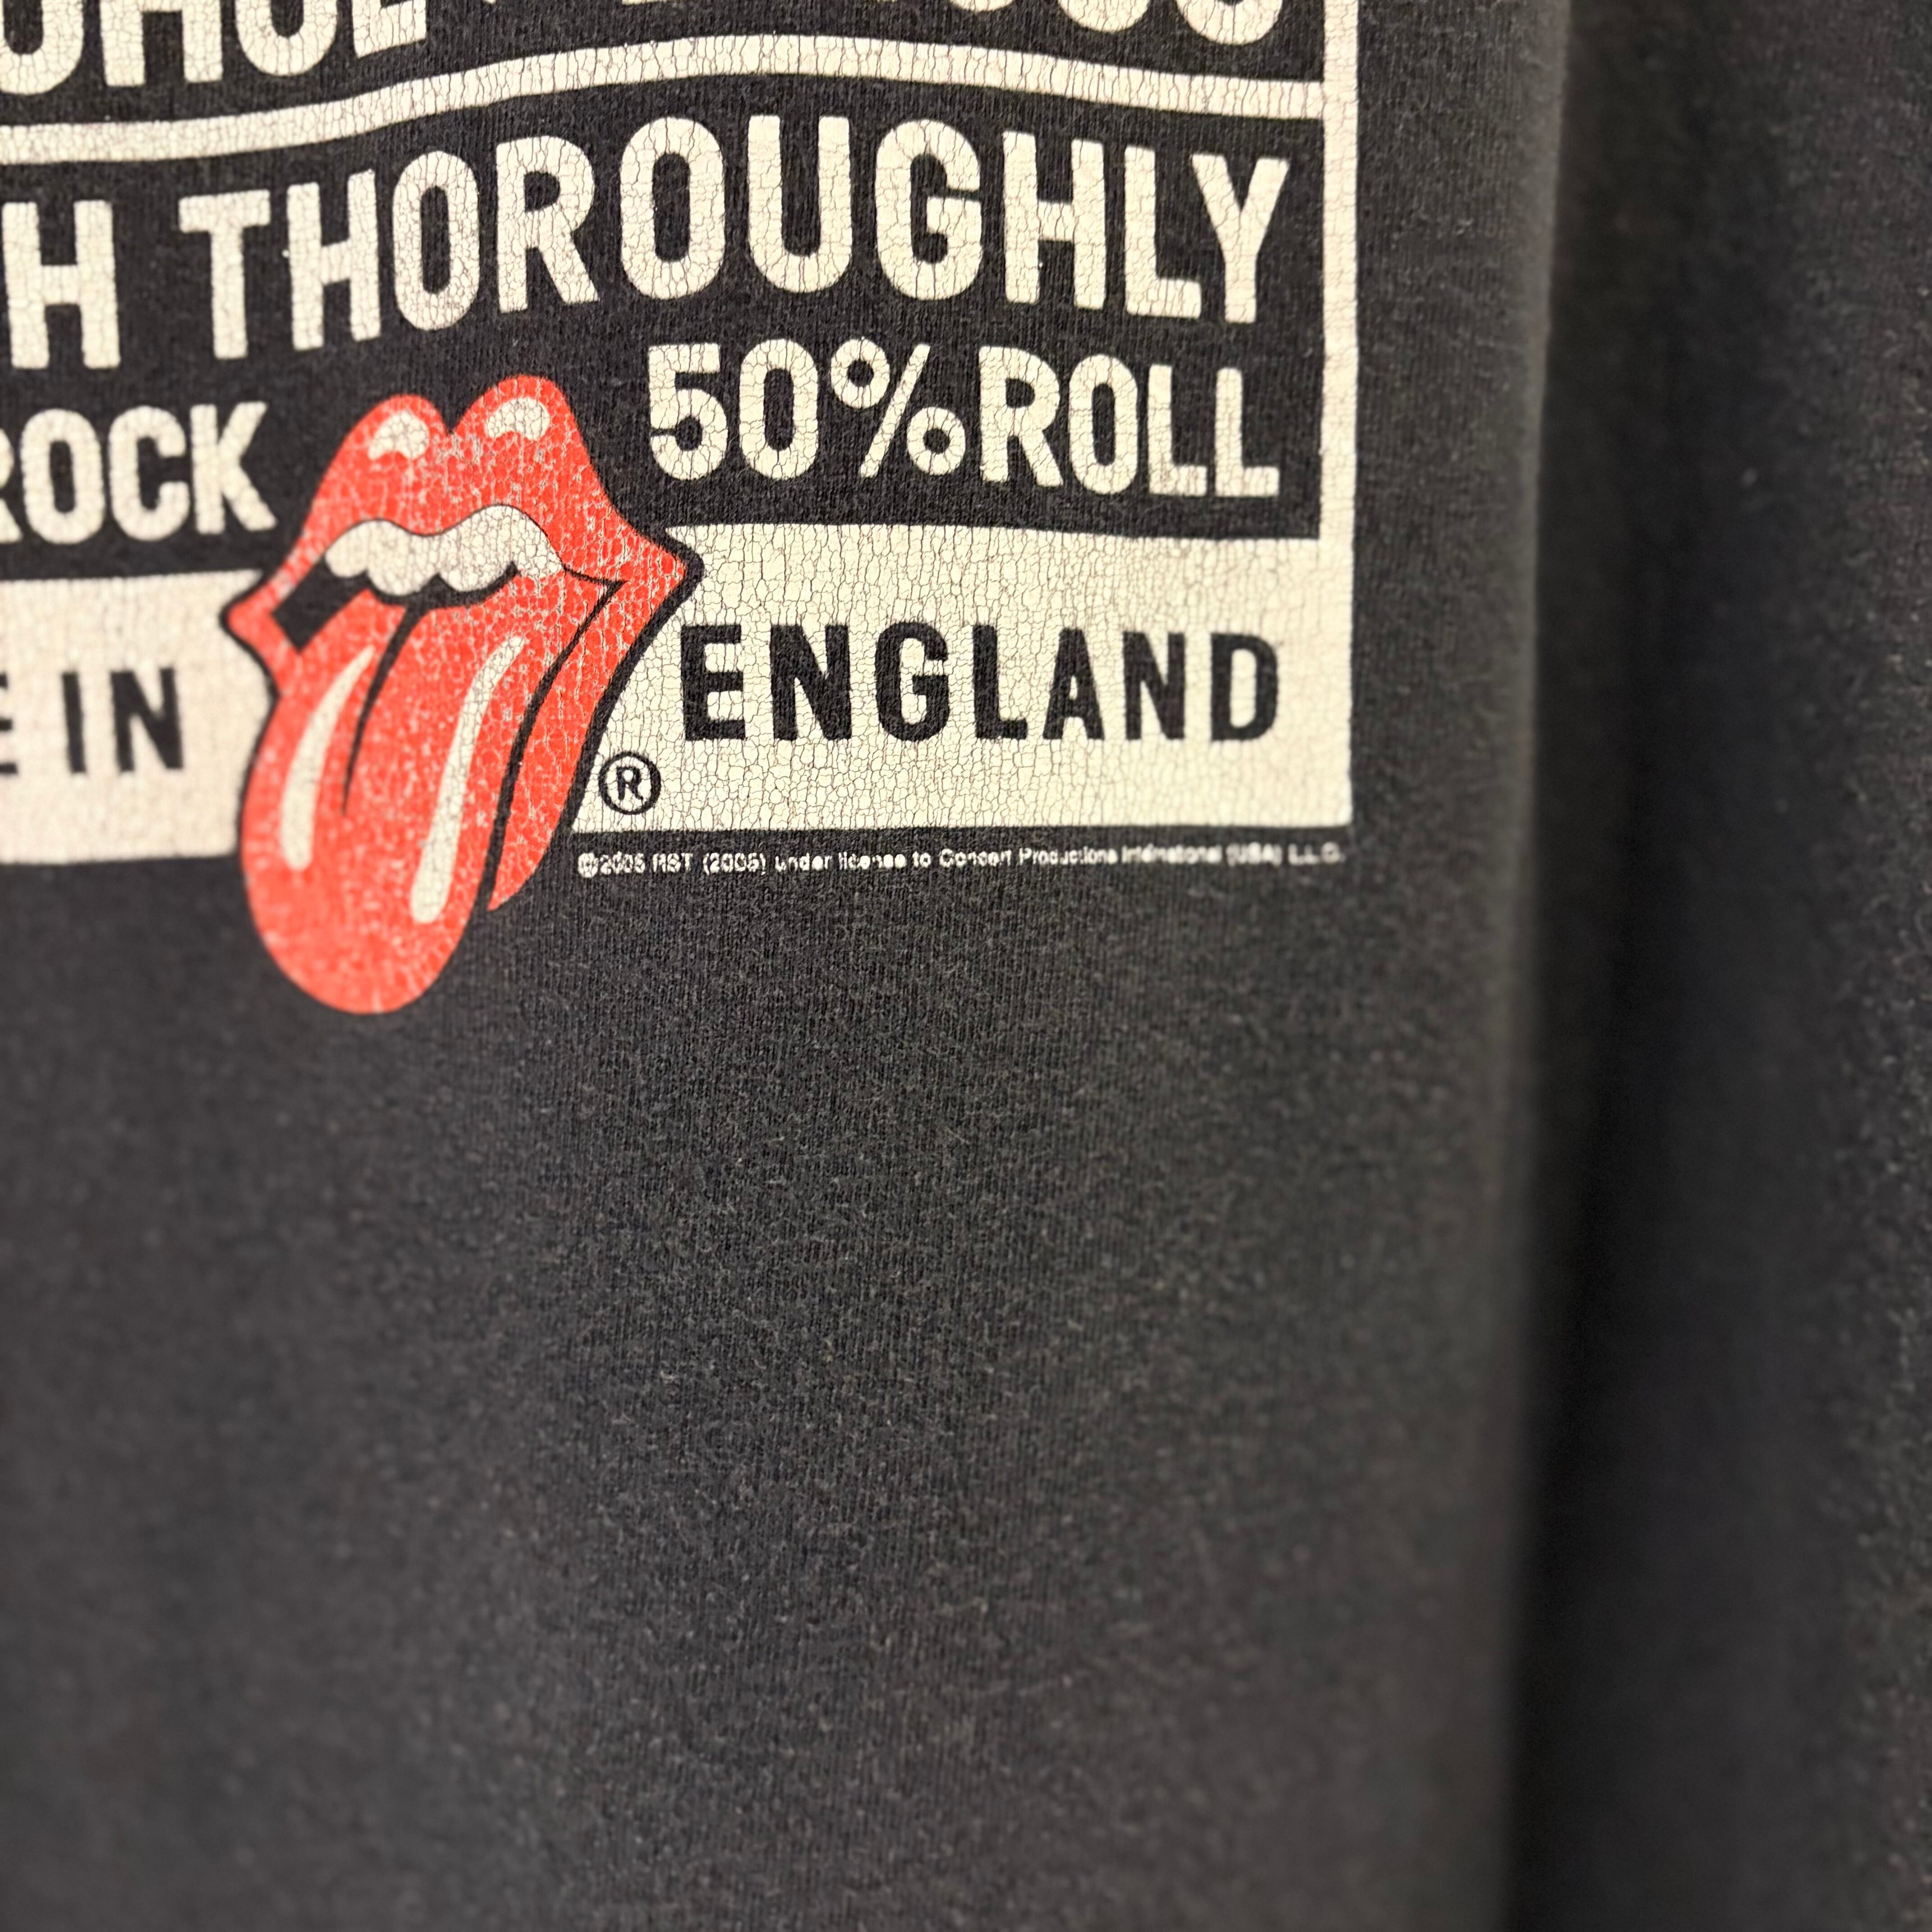 H THOROUGHLY
ROCK 50% ROLL
E IN ENGLAND
®
©2005 RST (2005) under license to Concert Productions International (USA) L.L.C.